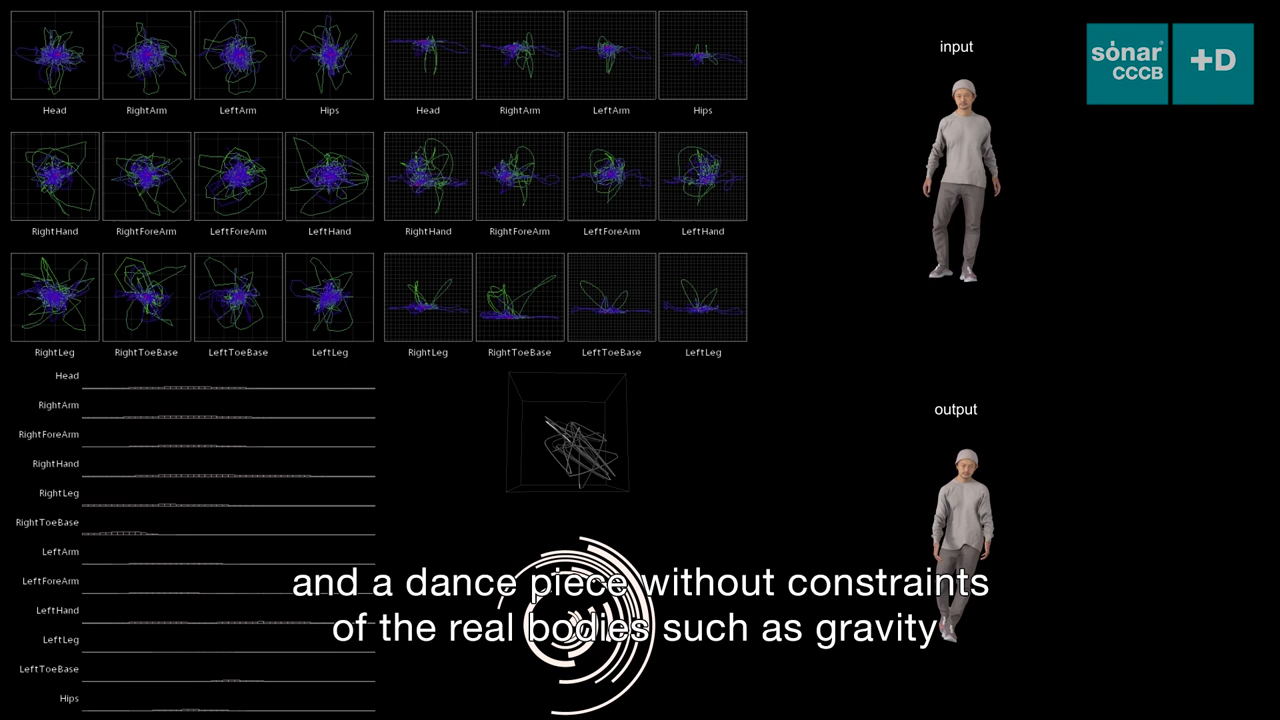 Head RightArm LeftArm Hips Head RightArm LeftArm Hips
RightHand RightForeArm LeftForeArm LeftHand RightHand RightForeArm LeftForeArm LeftHand
RightLeg RightToeBase LeftToeBase LeftLeg RightLeg RightToeBase LeftToeBase LeftLeg
Head
RightArm
RightForeArm
RightHand
RightLeg
RightToeBase
LeftArm
LeftForeArm
LeftHand
LeftLeg
LeftToeBase
Hips
input
sónar
CCCB
+D
output
and a dance piece without constraints
of the real bodies such as gravity